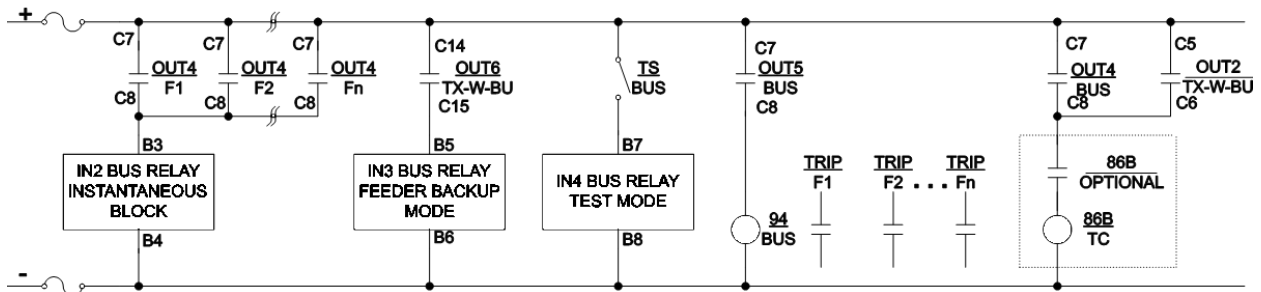 +
C7 C7 C7 C14 C7 C7 C5
OUT4 OUT4 OUT4 OUT6 TS OUT5 OUT4 OUT2
F1 F2 Fn TX-W-BU BUS BUS BUS TX-W-BU
C8 C8 C8 C15 C8 C8 C6
B3 B5 B7
IN2 BUS RELAY
INSTANTANEOUS
BLOCK
IN3 BUS RELAY
FEEDER BACKUP
MODE
IN4 BUS RELAY
TEST MODE
TRIP TRIP TRIP
F1 F2 . . . Fn
86B
OPTIONAL
94
BUS
86B
TC
B4 B6 B8
-